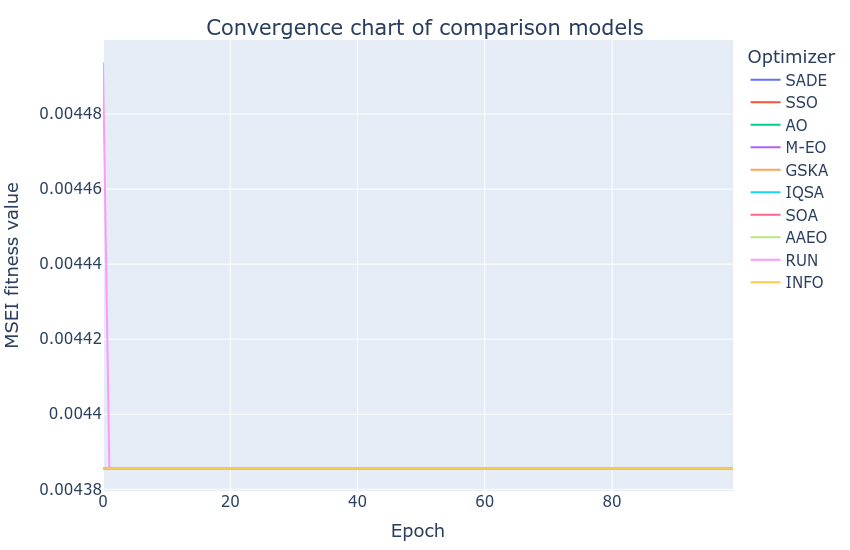 Convergence chart of comparison models
MSEI fitness value
0.00448
0.00446
0.00444
0.00442
0.0044
0.00438
0
20
40
60
80
Epoch
Optimizer
SADE
SSO
AO
M-EO
GSKA
IQSA
SOA
AAEO
RUN
INFO